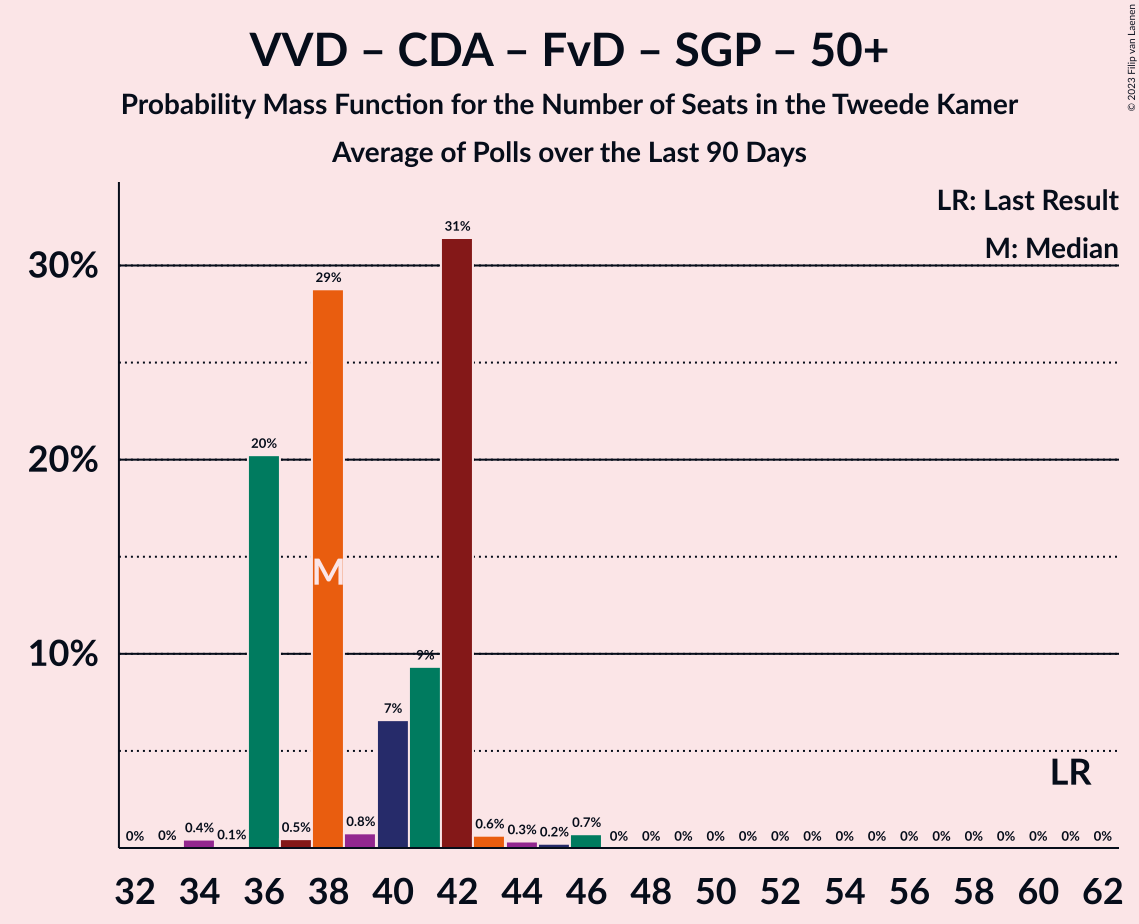 VVD – CDA – FvD – SGP – 50+
Probability Mass Function for the Number of Seats in the Tweede Kamer
Average of Polls over the Last 90 Days
© 2023 Filip van Laenen
LR: Last Result
M: Median
30%
20%
10%
0% 0% 0.4% 0.1% 20% 0.5% 29% 0.8% 7% 9% 31% 0.6% 0.3% 0.2% 0.7% 0% 0% 0% 0% 0% 0% 0% 0% 0% 0% 0% 0% 0% 0% 0% 0%
M
LR
32 34 36 38 40 42 44 46 48 50 52 54 56 58 60 62